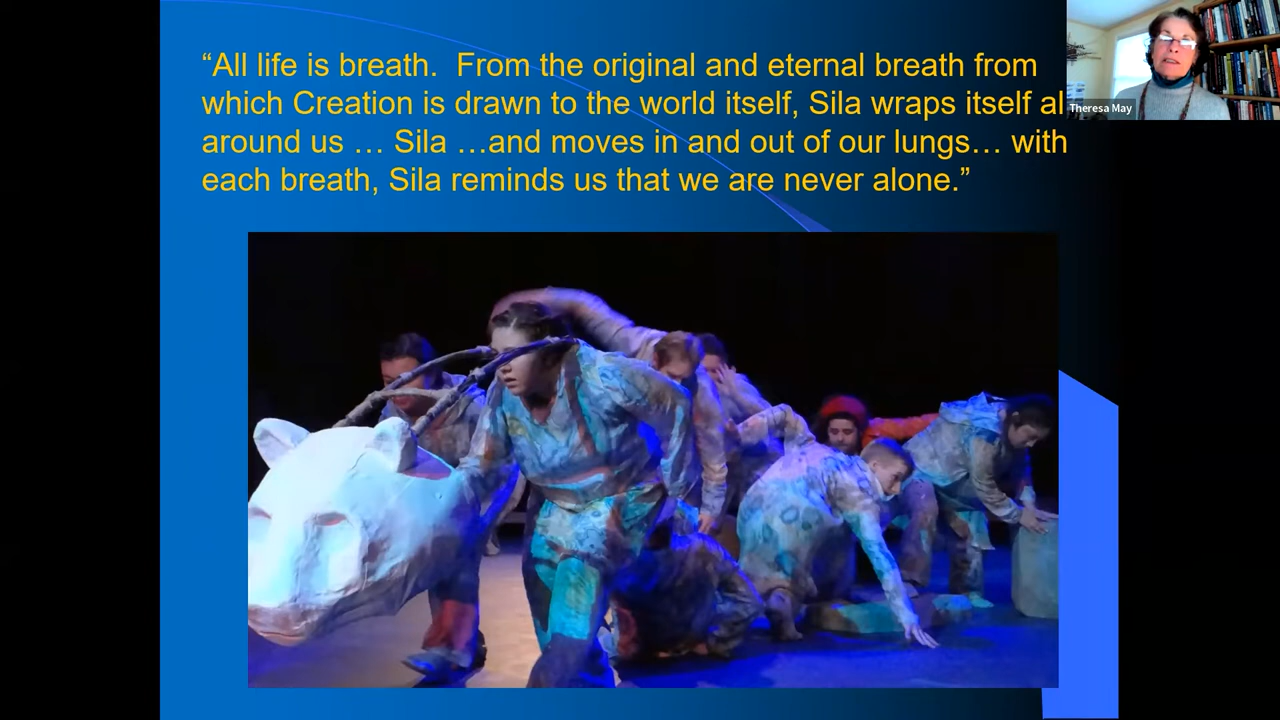 “All life is breath.  From the original and eternal breath from
which Creation is drawn to the world itself, Sila wraps itself al
around us … Sila …and moves in and out of our lungs… with
each breath, Sila reminds us that we are never alone.”
Theresa May